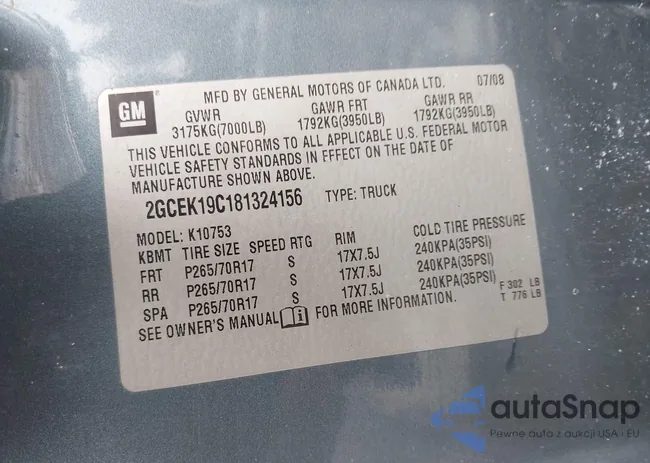 GM
MFD BY GENERAL MOTORS OF CANADA LTD. 07/08
GVWR GAWR FRT GAWR RR
3175KG(7000LB) 1792KG(3950LB) 1792KG(3950LB)
THIS VEHICLE CONFORMS TO ALL APPLICABLE U.S. FEDERAL MOTOR
VEHICLE SAFETY STANDARDS IN EFFECT ON THE DATE OF
MANUFACTURE SHOWN ABOVE.
2GCEK19C181324156 TYPE: TRUCK
MODEL: K10753
KBMT TIRE SIZE SPEED RTG RIM COLD TIRE PRESSURE
FRT P265/70R17 S 17X7.5J 240KPA(35PSI)
RR P265/70R17 S 17X7.5J 240KPA(35PSI)
SPA P265/70R17 S 17X7.5J 240KPA(35PSI)
SEE OWNER'S MANUAL i FOR MORE INFORMATION.
F 302 LB
T 776 LB
autaSnap
Pewne auto z aukcji USA i EU